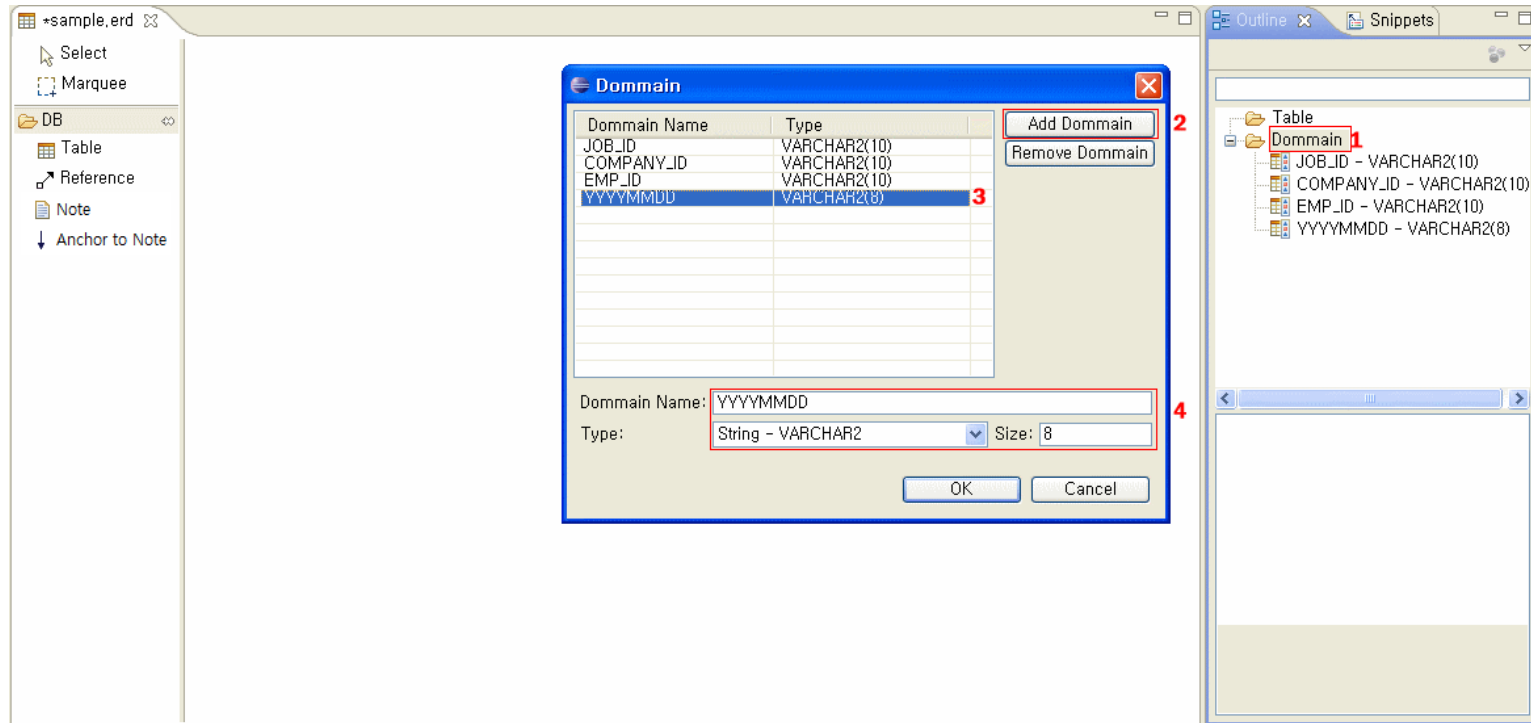 *sample.erd
Select
Marquee
DB
Table
Reference
Note
Anchor to Note
Dommain
Dommain Name Type
JOB_ID VARCHAR2(10)
COMPANY_ID VARCHAR2(10)
EMP_ID VARCHAR2(10)
YYYYMMDD VARCHAR2(8) 3
Add Dommain 2
Remove Dommain
Dommain Name: YYYYMMDD
4
Type: String - VARCHAR2 Size: 8
OK Cancel
Outline Snippets
Table
Dommain 1
JOB_ID - VARCHAR2(10)
COMPANY_ID - VARCHAR2(10)
EMP_ID - VARCHAR2(10)
YYYYMMDD - VARCHAR2(8)